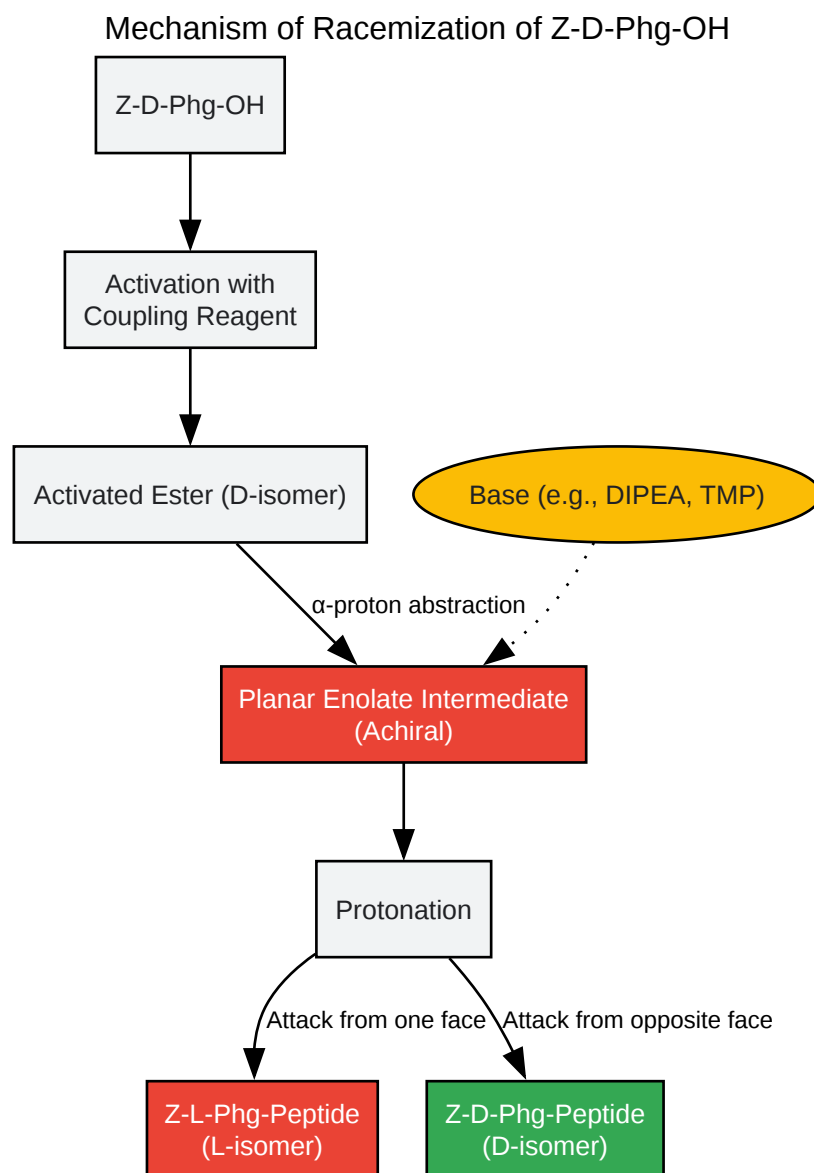 Mechanism of Racemization of Z-D-Phg-OH
Z-D-Phg-OH
Activation with
Coupling Reagent
Activated Ester (D-isomer)
Base (e.g., DIPEA, TMP)
α-proton abstraction
Planar Enolate Intermediate
(Achiral)
Protonation
Attack from one face
Attack from opposite face
Z-L-Phg-Peptide
(L-isomer)
Z-D-Phg-Peptide
(D-isomer)